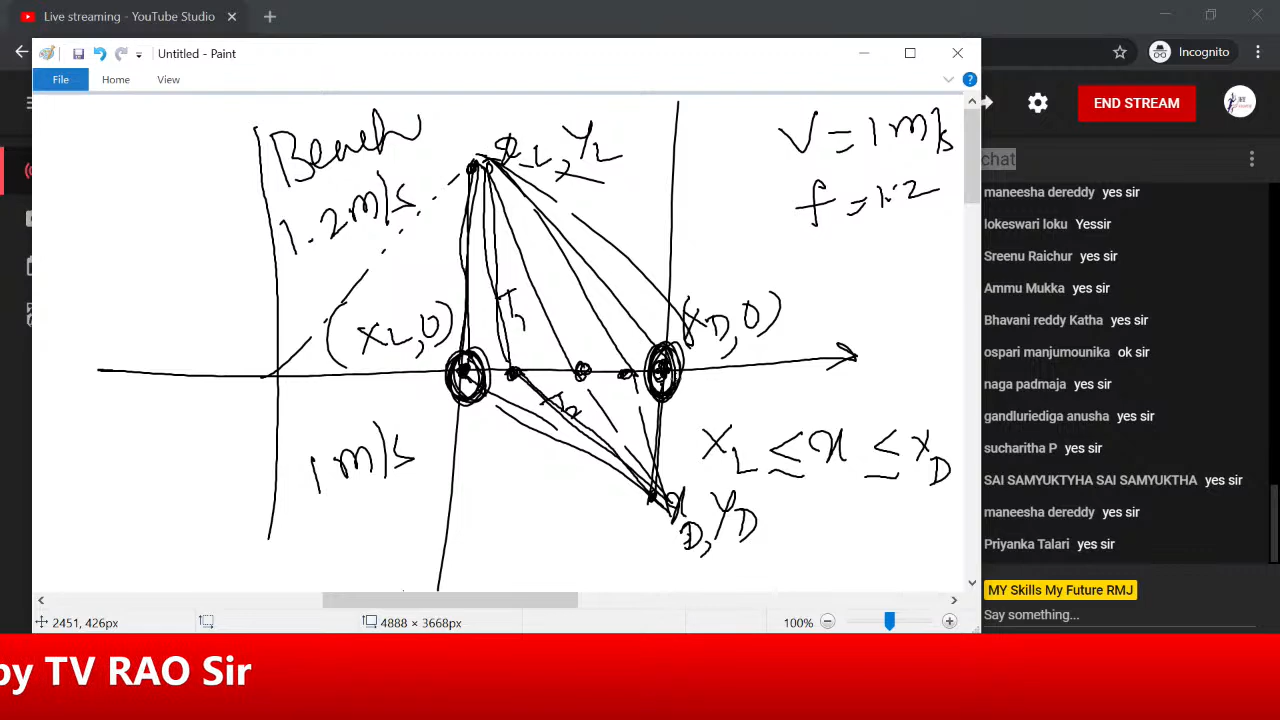 Live streaming - YouTube Studio
Incognito
Untitled - Paint
File Home View
END STREAM
Beach
1.2 m/s
xL, yL
V = 1 m/s
f = 1.2
(xL, 0)
T1
(xD, 0)
T2
1 m/s
xL ≤ x ≤ xD
xD, yD
2451, 426px
4888 × 3668px
100%
chat
maneesha dereddy yes sir
lokeswari loku Yessir
Sreenu Raichur yes sir
Ammu Mukka yes sir
Bhavani reddy Katha yes sir
ospari manjumounika ok sir
naga padmaja yes sir
gandluriediga anusha yes sir
sucharitha P yes sir
SAI SAMYUKTYHA SAI SAMYUKTHA yes sir
maneesha dereddy yes sir
Priyanka Talari yes sir
MY Skills My Future RMJ
Say something...
by TV RAO Sir